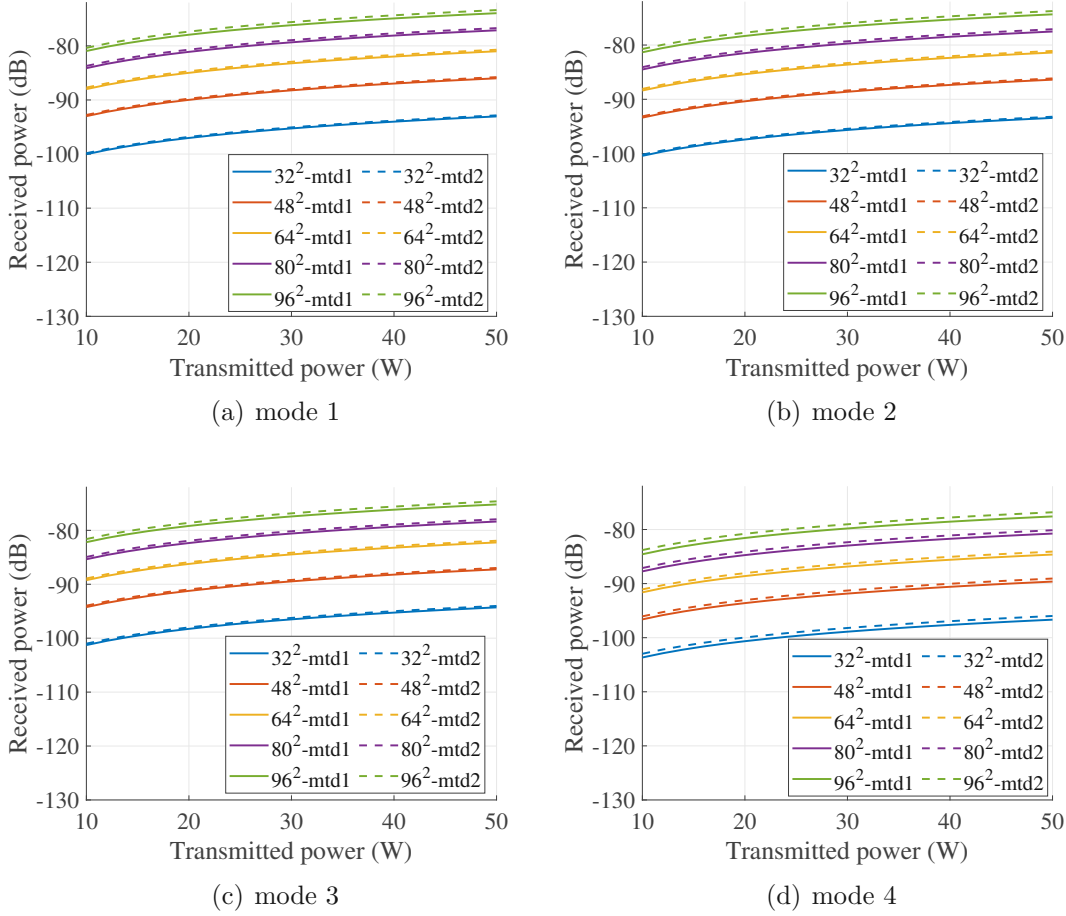 Received power (dB)
-80
-90
-100
-110
-120
-130
32²-mtd1 32²-mtd2
48²-mtd1 48²-mtd2
64²-mtd1 64²-mtd2
80²-mtd1 80²-mtd2
96²-mtd1 96²-mtd2
10 20 30 40 50
Transmitted power (W)
(a) mode 1
Received power (dB)
-80
-90
-100
-110
-120
-130
32²-mtd1 32²-mtd2
48²-mtd1 48²-mtd2
64²-mtd1 64²-mtd2
80²-mtd1 80²-mtd2
96²-mtd1 96²-mtd2
10 20 30 40 50
Transmitted power (W)
(b) mode 2
Received power (dB)
-80
-90
-100
-110
-120
-130
32²-mtd1 32²-mtd2
48²-mtd1 48²-mtd2
64²-mtd1 64²-mtd2
80²-mtd1 80²-mtd2
96²-mtd1 96²-mtd2
10 20 30 40 50
Transmitted power (W)
(c) mode 3
Received power (dB)
-80
-90
-100
-110
-120
-130
32²-mtd1 32²-mtd2
48²-mtd1 48²-mtd2
64²-mtd1 64²-mtd2
80²-mtd1 80²-mtd2
96²-mtd1 96²-mtd2
10 20 30 40 50
Transmitted power (W)
(d) mode 4